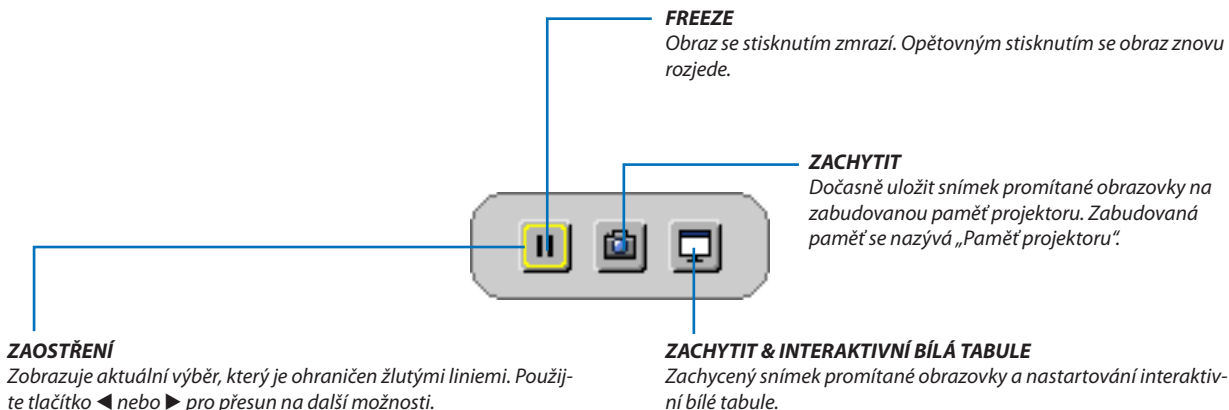 FREEZE
Obraz se stisknutím zmrazí. Opětovným stisknutím se obraz znovu
rozjede.
ZACHYTIT
Dočasně uložit snímek promítané obrazovky na
zabudovanou paměť projektoru. Zabudovaná
paměť se nazývá „Paměť projektoru“.
ZAOSTŘENÍ
Zobrazuje aktuální výběr, který je ohraničen žlutými liniemi. Použij-
te tlačítko ◀ nebo ▶ pro přesun na další možnosti.
ZACHYTIT & INTERAKTIVNÍ BÍLÁ TABULE
Zachycený snímek promítané obrazovky a nastartování interaktiv-
ní bílé tabule.